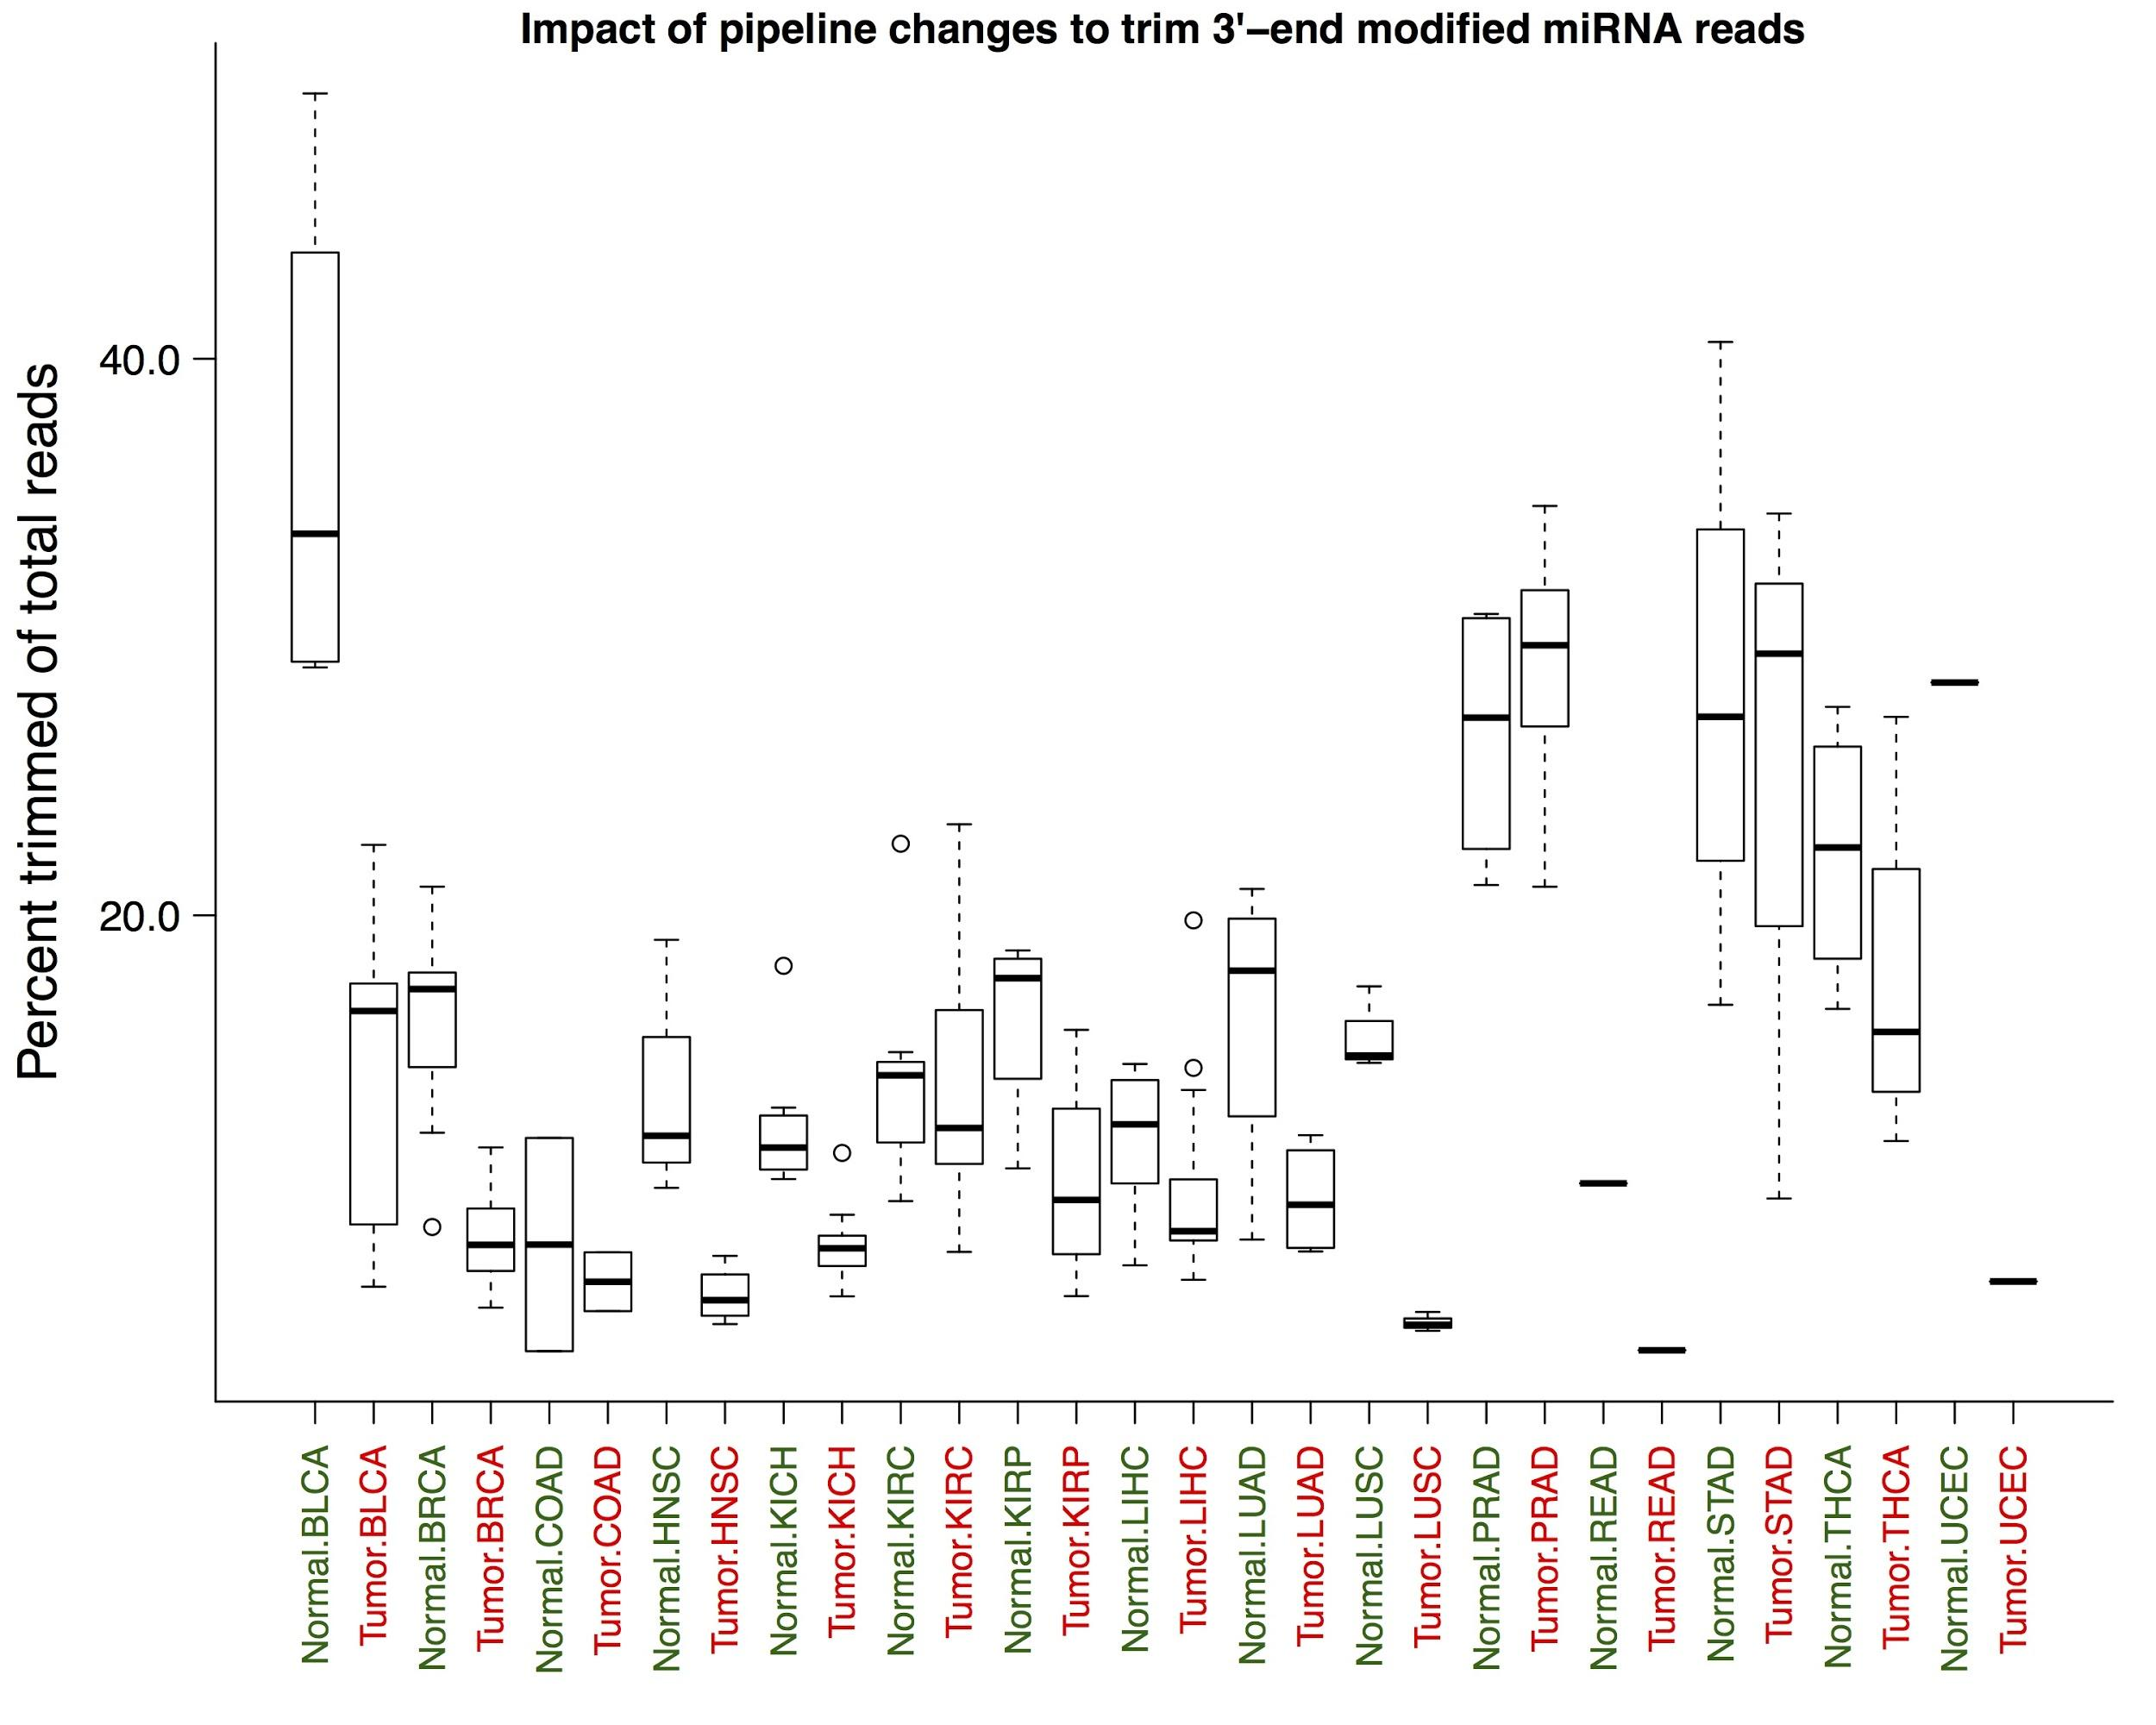 Impact of pipeline changes to trim 3'−end modified miRNA reads
Percent trimmed of total reads
40.0
20.0
Normal.BLCA
Tumor.BLCA
Normal.BRCA
Tumor.BRCA
Normal.COAD
Tumor.COAD
Normal.HNSC
Tumor.HNSC
Normal.KICH
Tumor.KICH
Normal.KIRC
Tumor.KIRC
Normal.KIRP
Tumor.KIRP
Normal.LIHC
Tumor.LIHC
Normal.LUAD
Tumor.LUAD
Normal.LUSC
Tumor.LUSC
Normal.PRAD
Tumor.PRAD
Normal.READ
Tumor.READ
Normal.STAD
Tumor.STAD
Normal.THCA
Tumor.THCA
Normal.UCEC
Tumor.UCEC